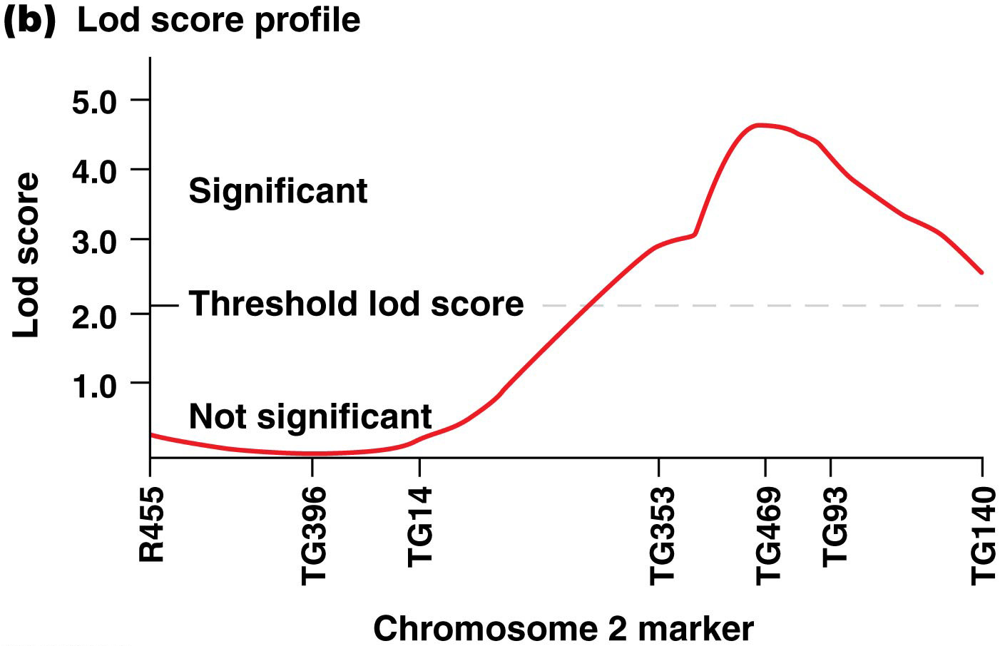 (b) Lod score profile
Lod score
5.0
4.0
3.0
2.0
1.0
Significant
Threshold lod score
Not significant
R455
TG396
TG14
TG353
TG469
TG93
TG140
Chromosome 2 marker